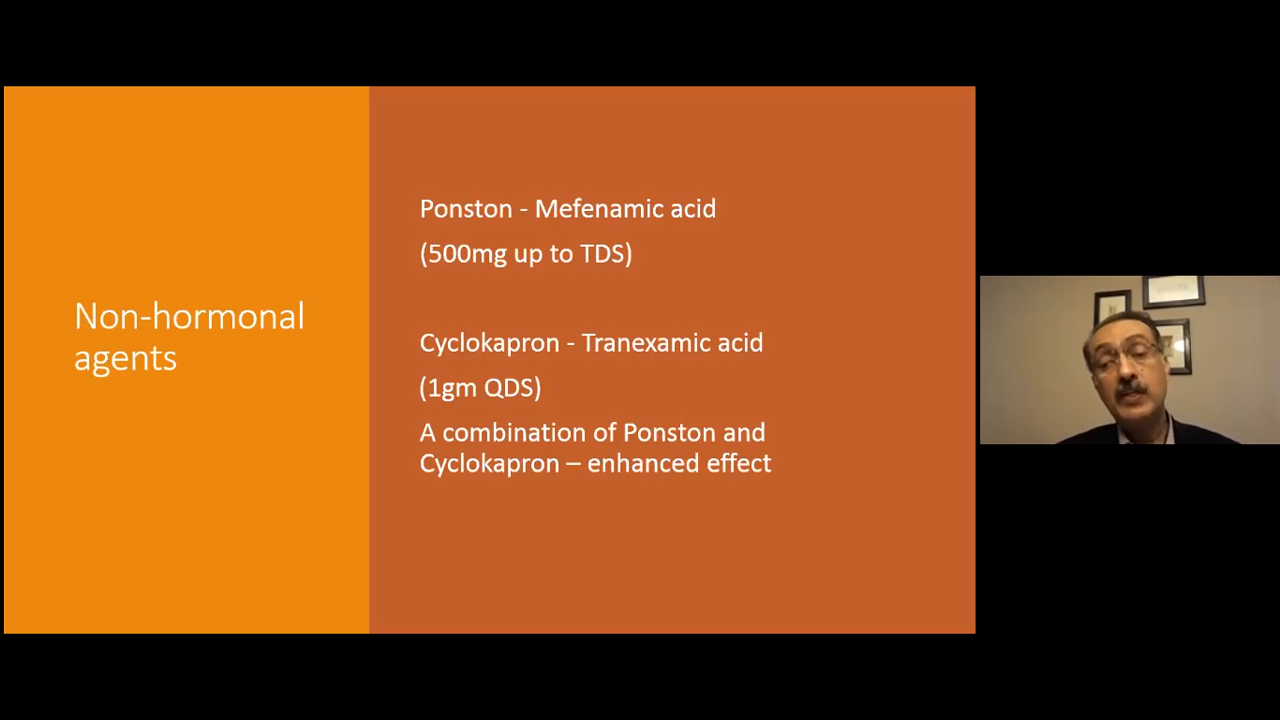 Non-hormonal
agents
Ponston - Mefenamic acid
(500mg up to TDS)
Cyclokapron - Tranexamic acid
(1gm QDS)
A combination of Ponston and
Cyclokapron – enhanced effect